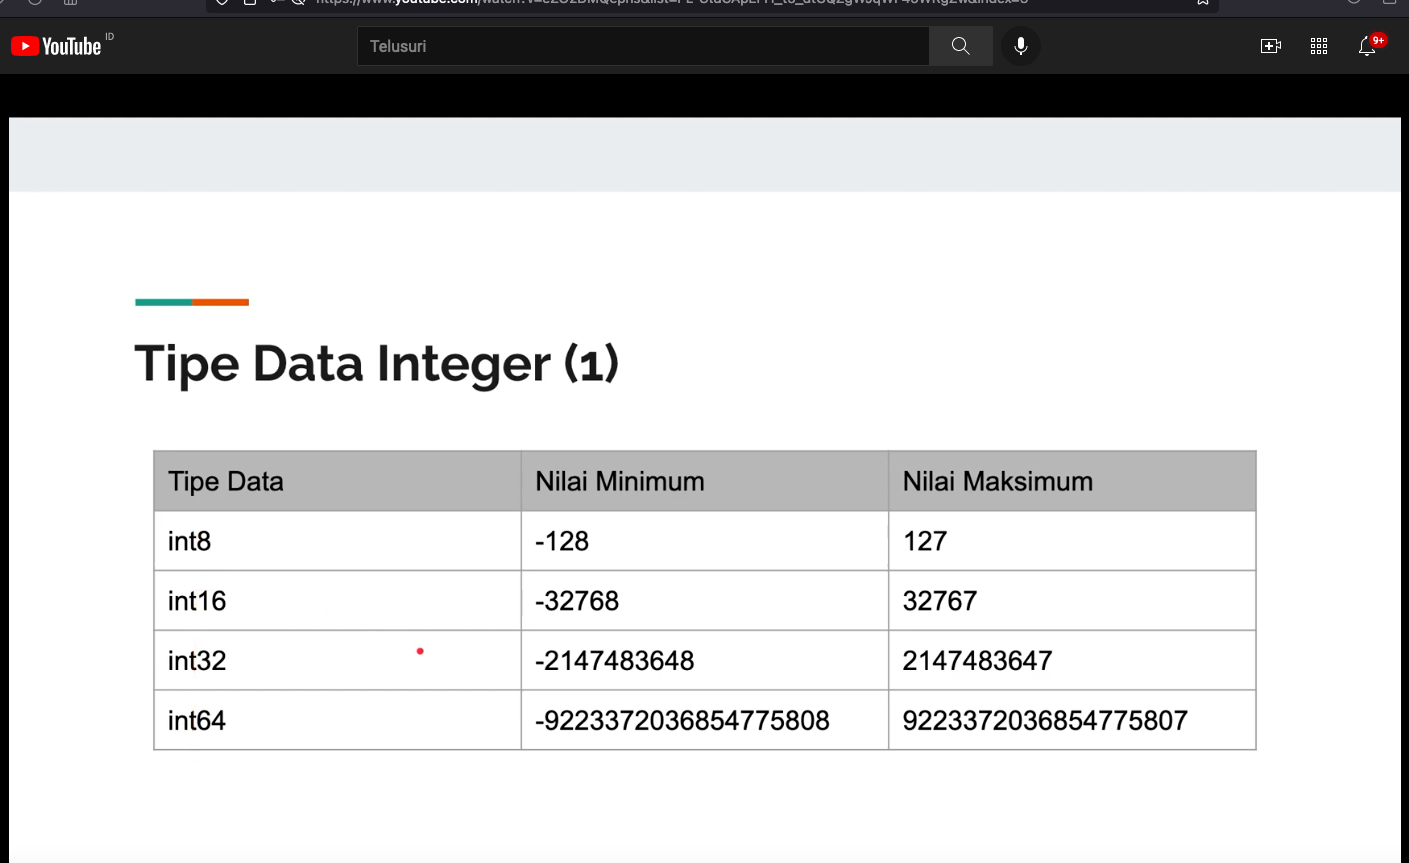 YouTube ID
Telusuri
9+
Tipe Data Integer (1)
Tipe Data Nilai Minimum Nilai Maksimum
int8 -128 127
int16 -32768 32767
int32 -2147483648 2147483647
int64 -9223372036854775808 9223372036854775807